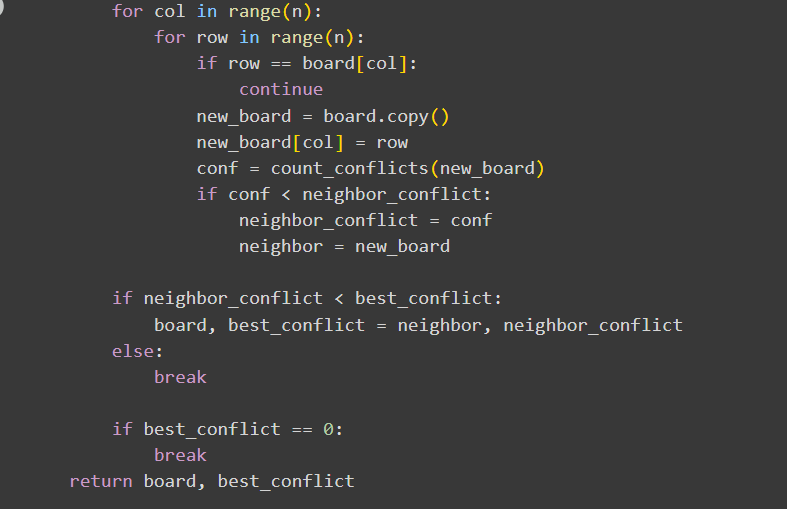 for col in range(n):
for row in range(n):
if row == board[col]:
continue
new_board = board.copy()
new_board[col] = row
conf = count_conflicts(new_board)
if conf < neighbor_conflict:
neighbor_conflict = conf
neighbor = new_board
if neighbor_conflict < best_conflict:
board, best_conflict = neighbor, neighbor_conflict
else:
break
if best_conflict == 0:
break
return board, best_conflict